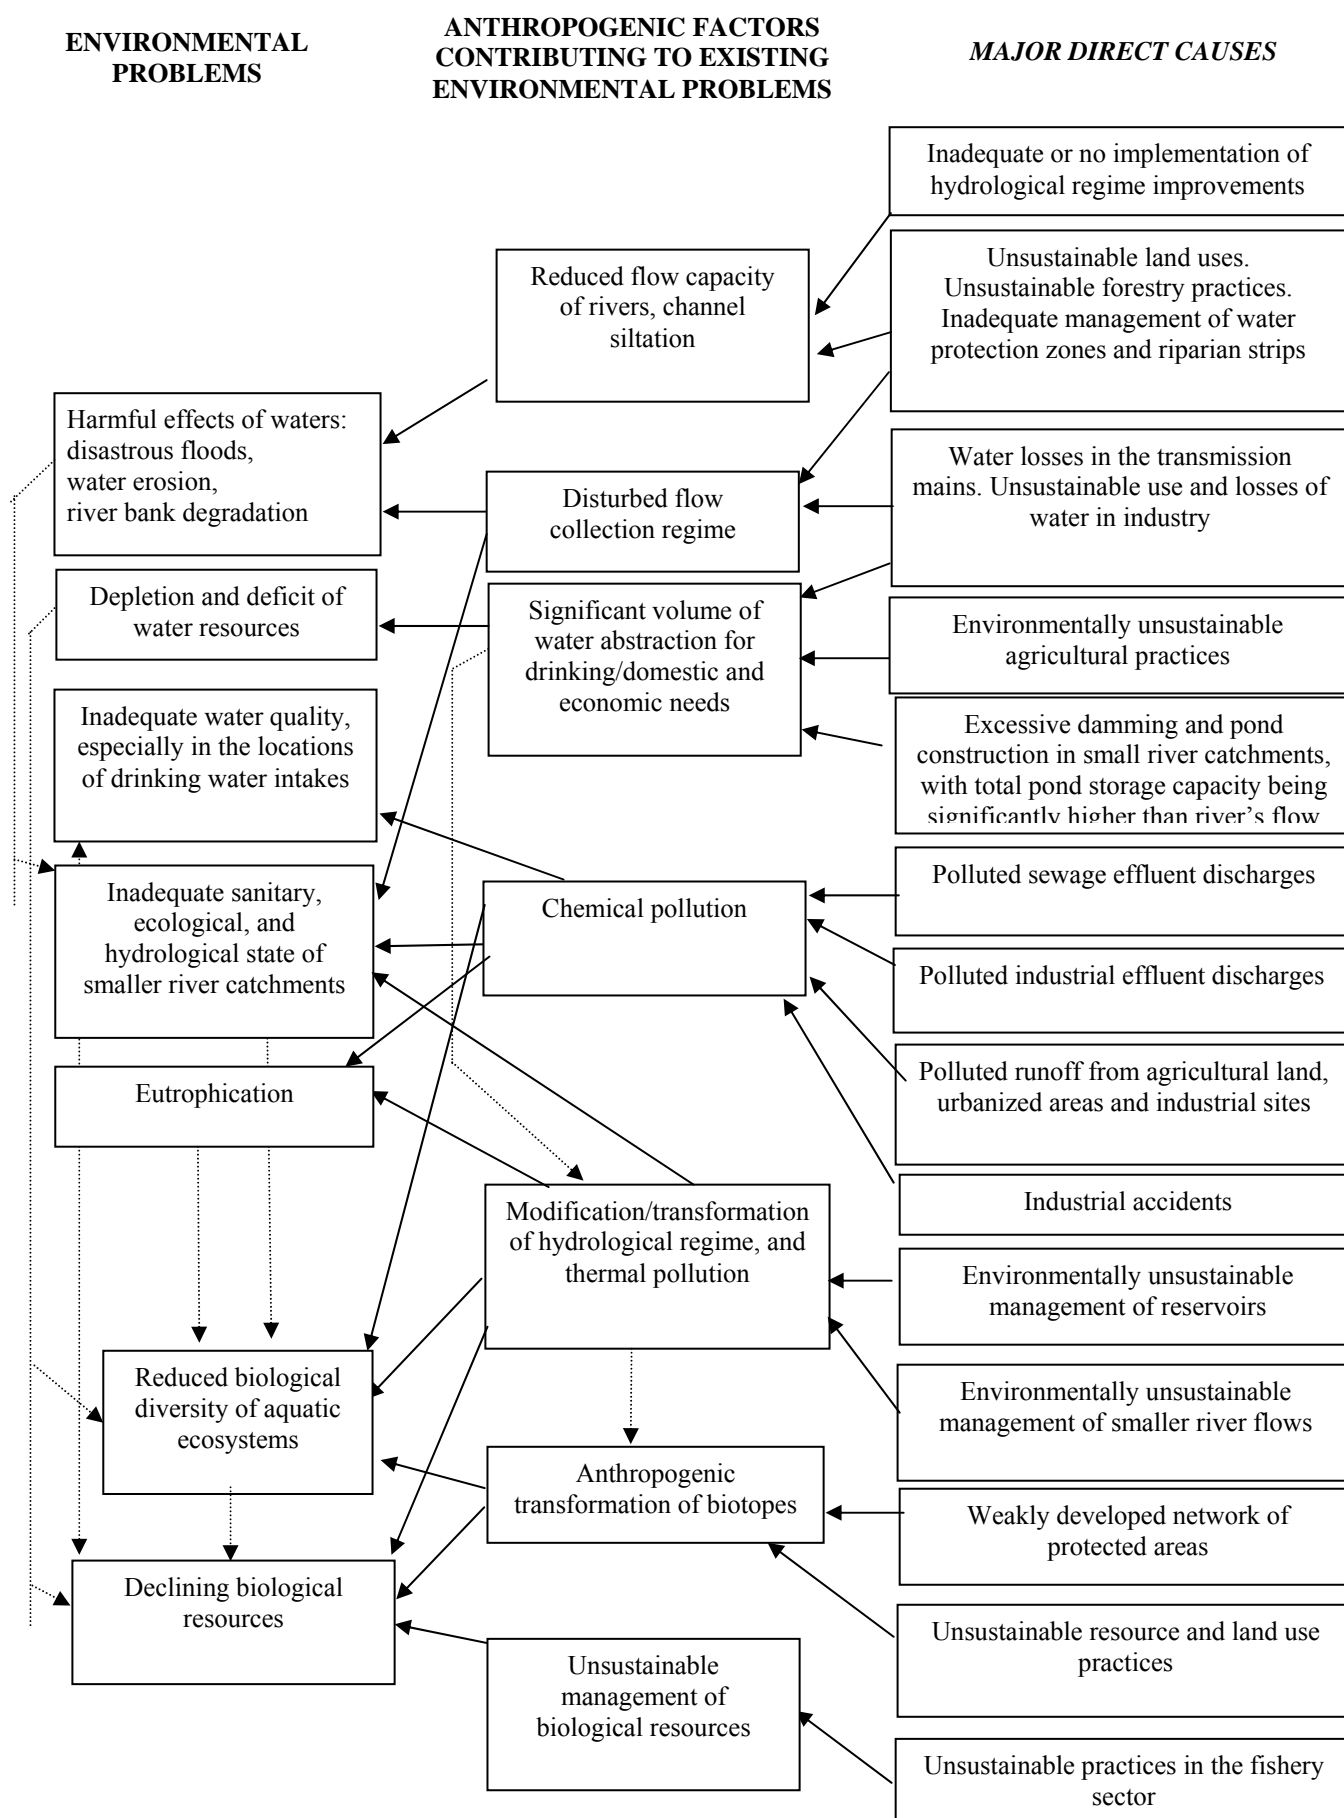 ENVIRONMENTAL
PROBLEMS
ANTHROPOGENIC FACTORS
CONTRIBUTING TO EXISTING
ENVIRONMENTAL PROBLEMS
MAJOR DIRECT CAUSES
Harmful effects of waters:
disastrous floods,
water erosion,
river bank degradation
Depletion and deficit of
water resources
Inadequate water quality,
especially in the locations
of drinking water intakes
Inadequate sanitary,
ecological, and
hydrological state of
smaller river catchments
Eutrophication
Reduced biological
diversity of aquatic
ecosystems
Declining biological
resources
Reduced flow capacity
of rivers, channel
siltation
Disturbed flow
collection regime
Significant volume of
water abstraction for
drinking/domestic and
economic needs
Chemical pollution
Modification/transformation
of hydrological regime, and
thermal pollution
Anthropogenic
transformation of biotopes
Unsustainable
management of
biological resources
Inadequate or no implementation of
hydrological regime improvements
Unsustainable land uses.
Unsustainable forestry practices.
Inadequate management of water
protection zones and riparian strips
Water losses in the transmission
mains. Unsustainable use and losses of
water in industry
Environmentally unsustainable
agricultural practices
Excessive damming and pond
construction in small river catchments,
with total pond storage capacity being
significantly higher than river's flow
Polluted sewage effluent discharges
Polluted industrial effluent discharges
Polluted runoff from agricultural land,
urbanized areas and industrial sites
Industrial accidents
Environmentally unsustainable
management of reservoirs
Environmentally unsustainable
management of smaller river flows
Weakly developed network of
protected areas
Unsustainable resource and land use
practices
Unsustainable practices in the fishery
sector